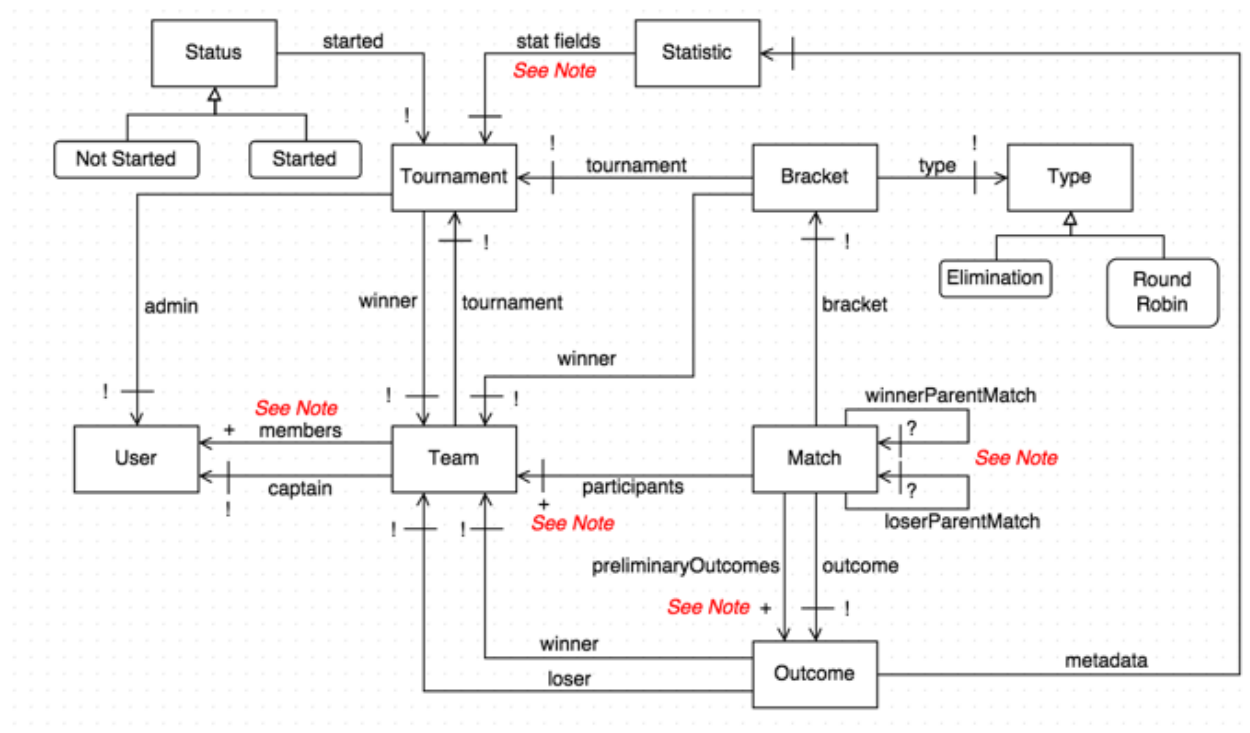 Status
started
stat fields
See Note
Statistic
!
Not Started
Started
Tournament
!
tournament
Bracket
type
!
Type
!
!
Elimination
Round
Robin
admin
winner
tournament
bracket
winner
!
See Note
+
members
!
!
winnerParentMatch
?
See Note
User
Team
Match
captain
!
participants
+
See Note
?
loserParentMatch
!
!
preliminaryOutcomes
outcome
See Note
+
!
winner
loser
Outcome
metadata